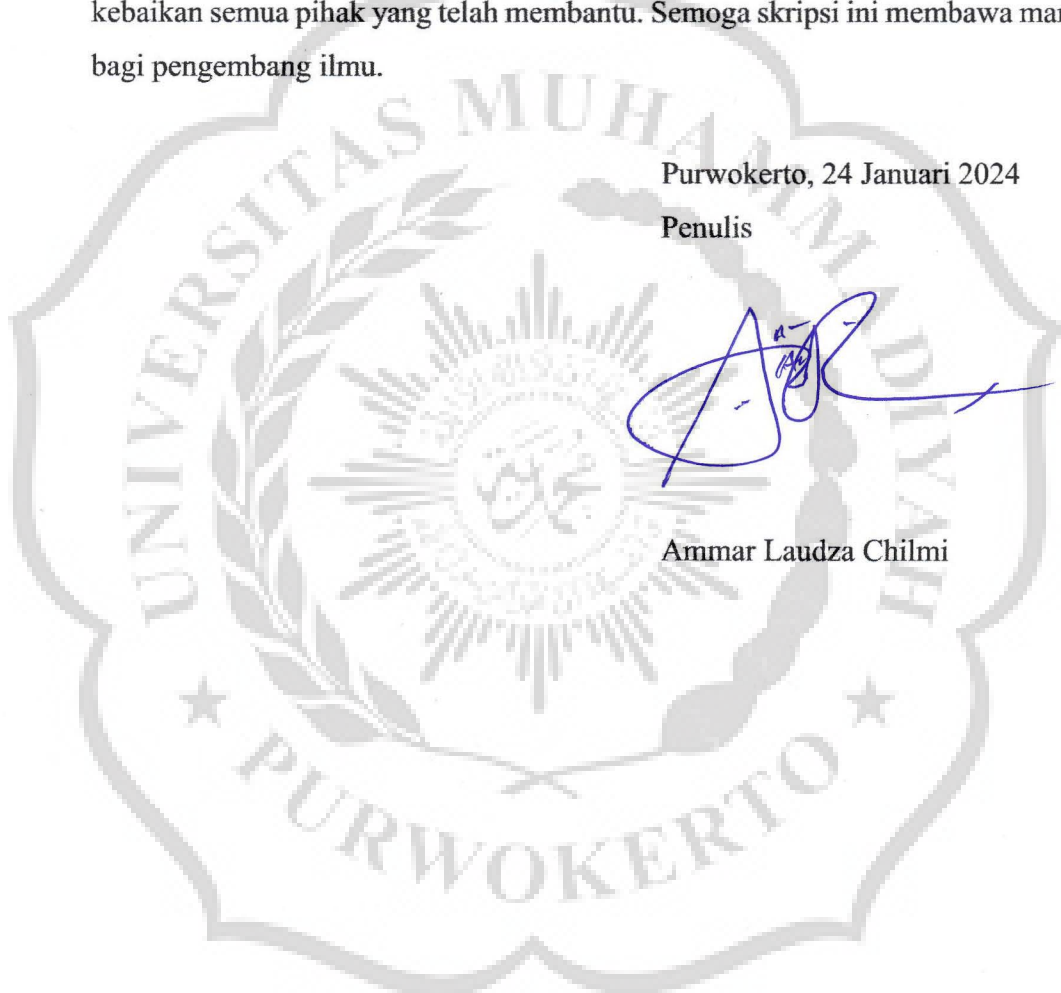 kebaikan semua pihak yang telah membantu. Semoga skripsi ini membawa
bagi pengembang ilmu.
Purwokerto, 24 Januari 2024
Penulis
Ammar Laudza Chilmi
UNIVERSITAS MUHAMMADIYAH
★ PURWOKERTO ★